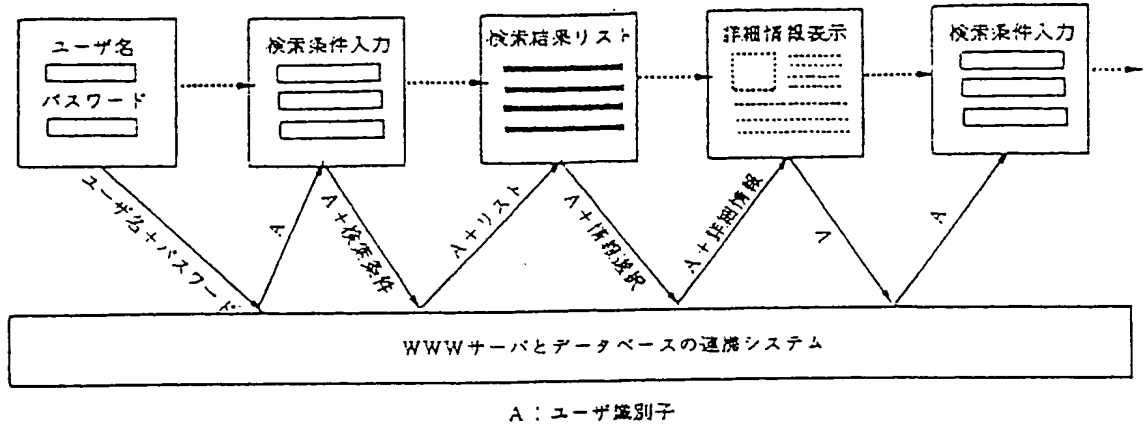 ユーザ名
パスワード
検索条件入力
検索結果リスト
詳細情報表示
検索条件入力
ユーザ名+パスワード
A
A+検索条件
A+リスト
A+情報選択
A+詳細情報
A
A
WWWサーバとデータベースの連携システム
A:ユーザ識別子